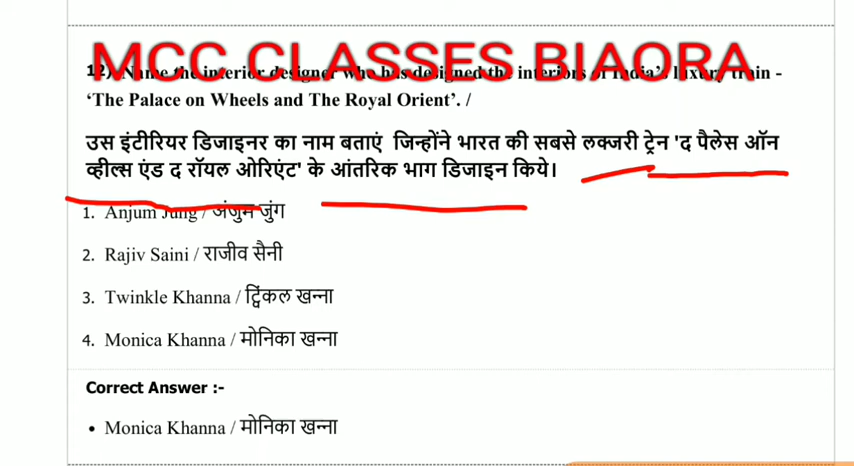 MCC CLASSES BIAORA
12) Name the interior designer who has designed the interiors of India's luxury train -
‘The Palace on Wheels and The Royal Orient’. /
उस इंटीरियर डिजाइनर का नाम बताएं जिन्होंने भारत की सबसे लक्जरी ट्रेन 'द पैलेस ऑन
व्हील्स एंड द रॉयल ओरिएंट' के आंतरिक भाग डिजाइन किये।
1. Anjum Jung / अंजुम जुंग
2. Rajiv Saini / राजीव सैनी
3. Twinkle Khanna / ट्विंकल खन्ना
4. Monica Khanna / मोनिका खन्ना
Correct Answer :-
• Monica Khanna / मोनिका खन्ना